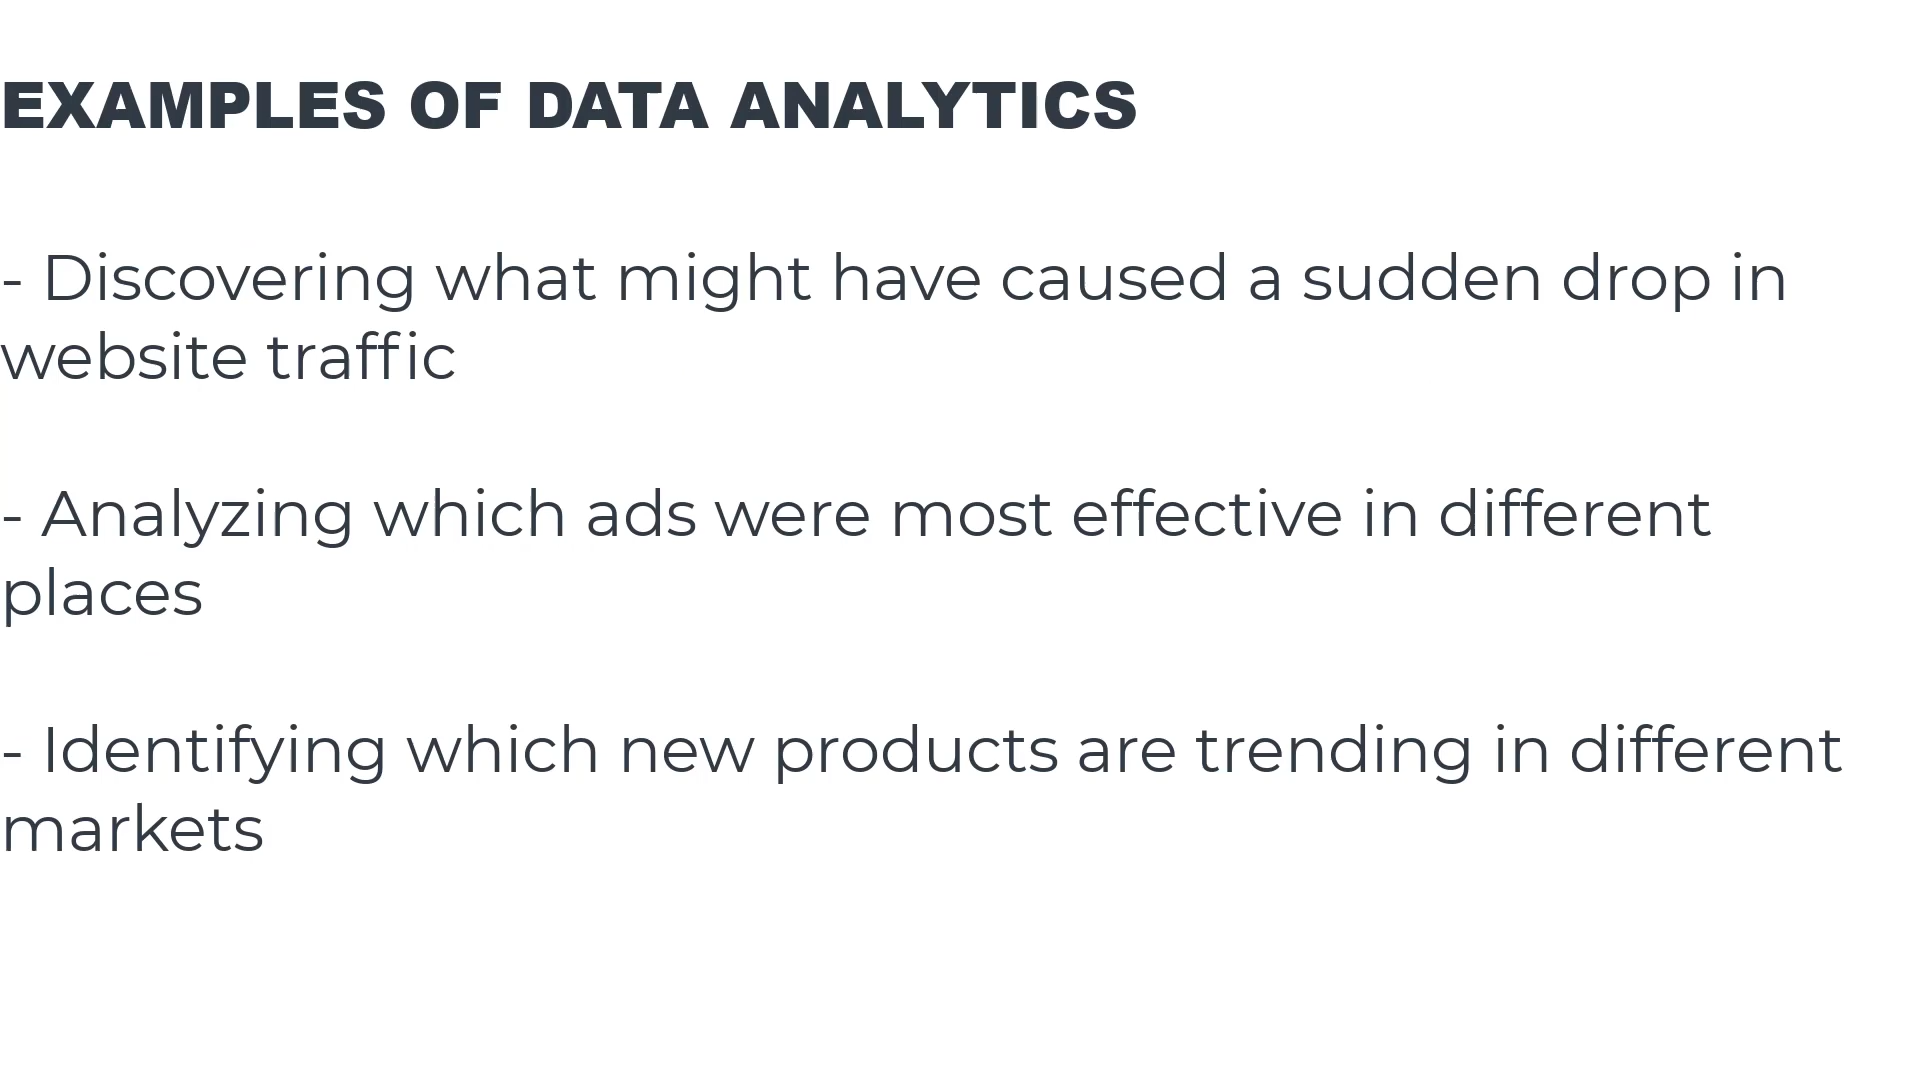 EXAMPLES OF DATA ANALYTICS
- Discovering what might have caused a sudden drop in
website traffic
- Analyzing which ads were most effective in different
places
- Identifying which new products are trending in different
markets